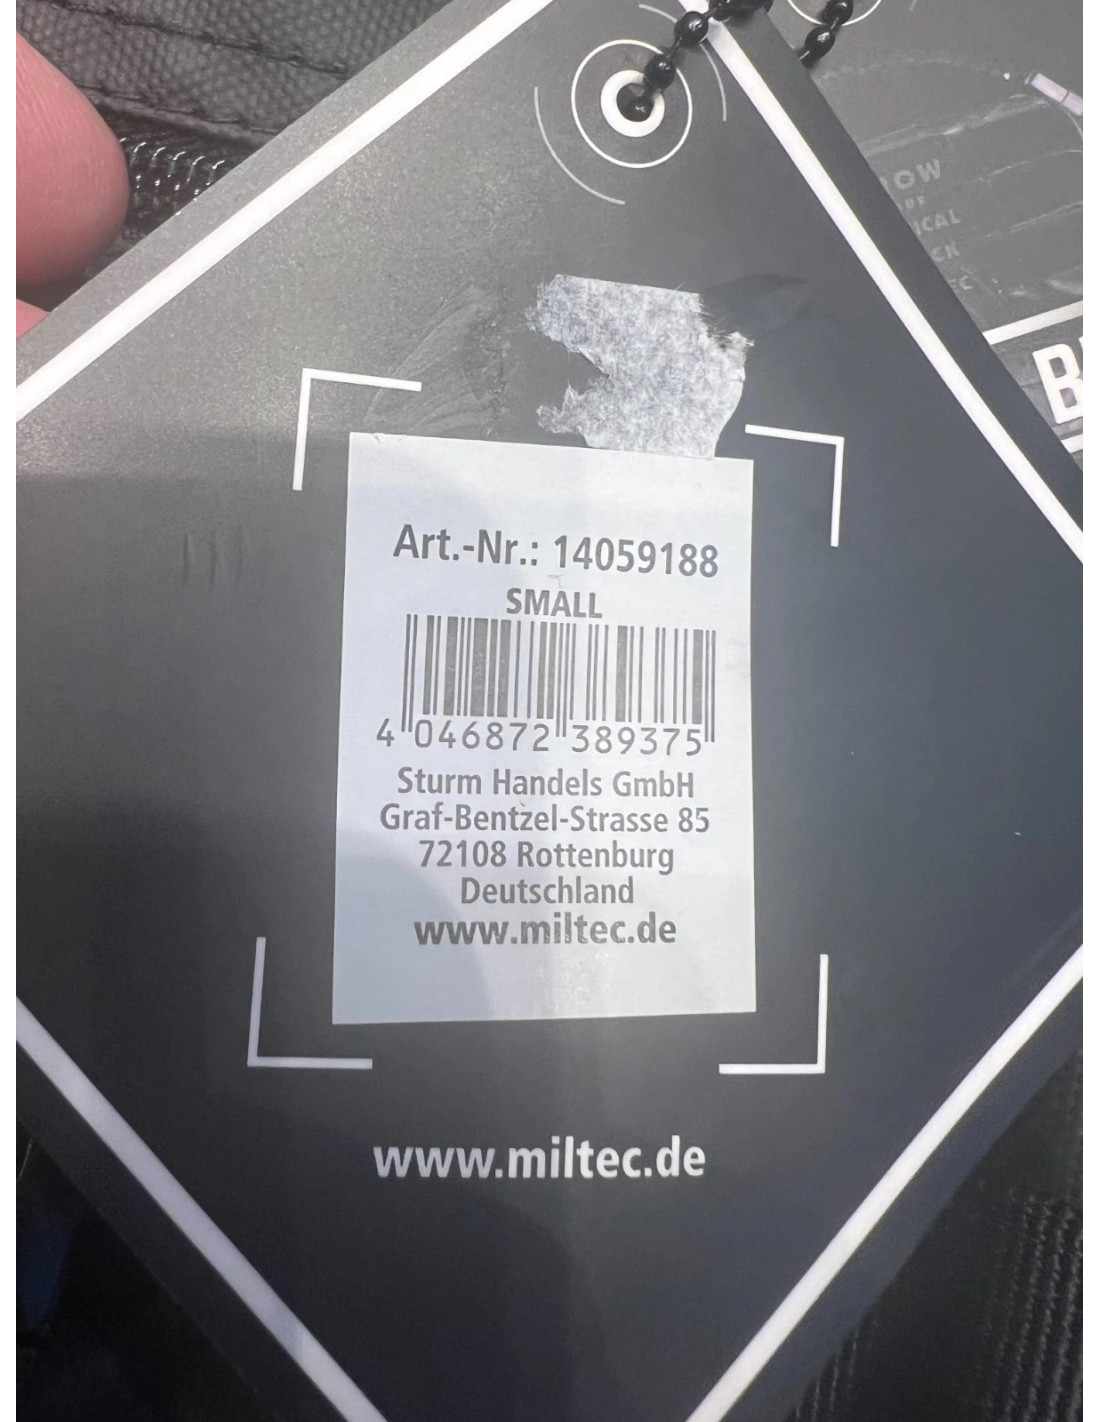 Art.-Nr.: 14059188
SMALL
4 046872 389375
Sturm Handels GmbH
Graf-Bentzel-Strasse 85
72108 Rottenburg
Deutschland
www.miltec.de
www.miltec.de